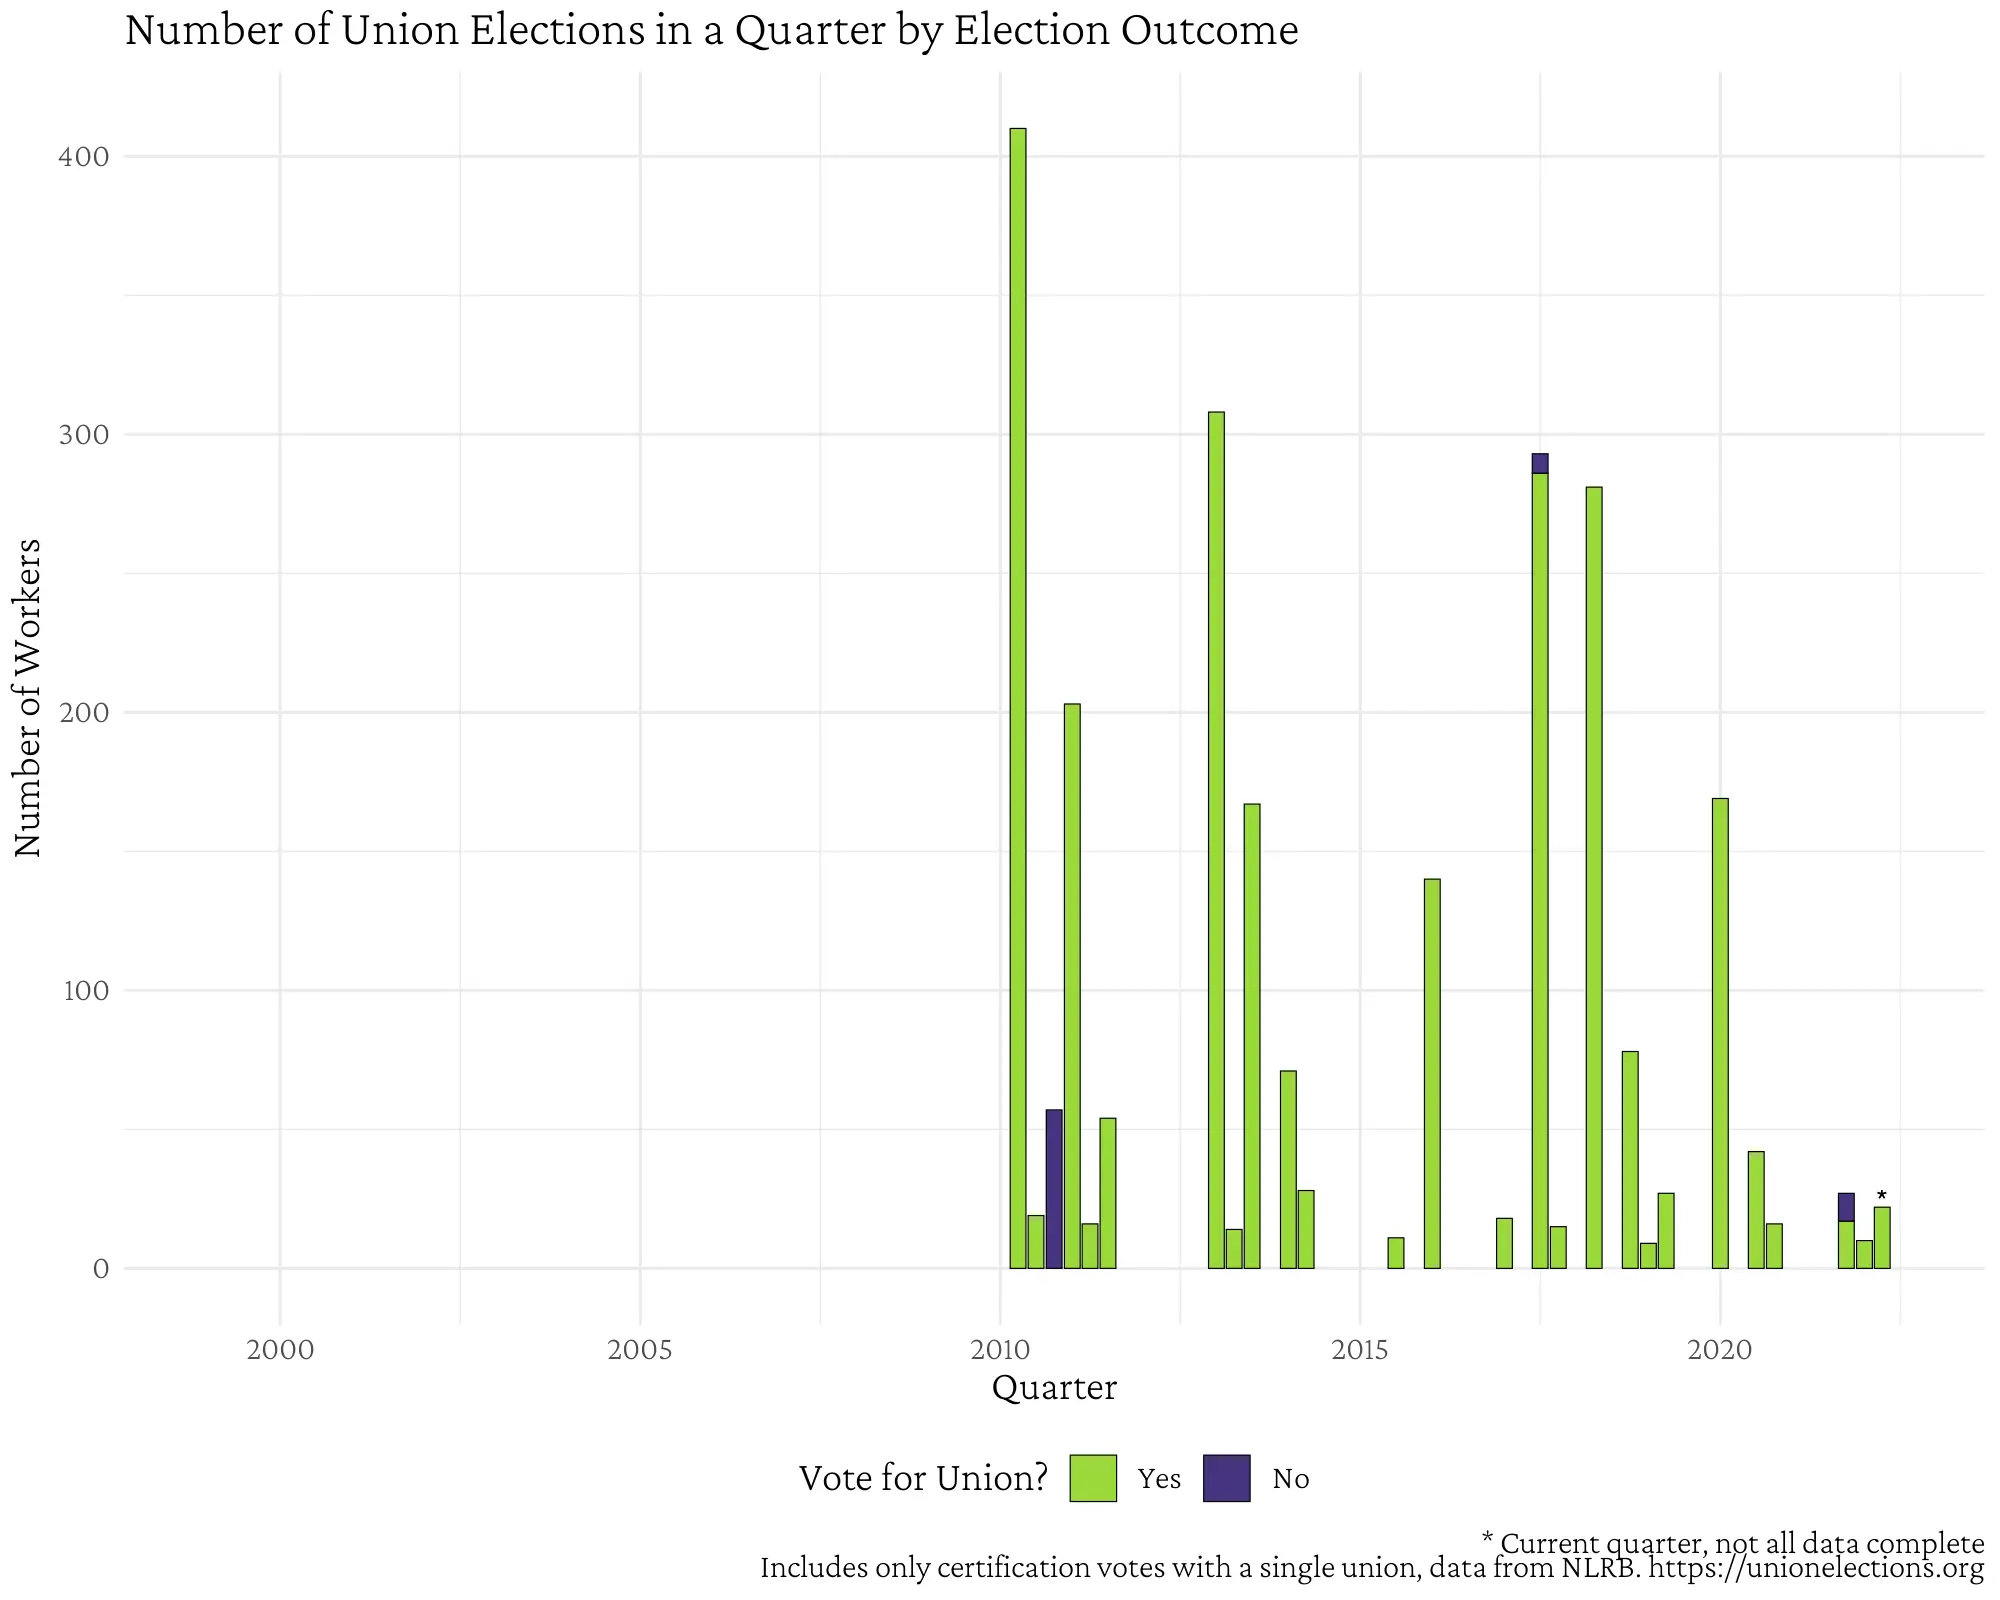 Number of Union Elections in a Quarter by Election Outcome
Number of Workers
400
300
200
100
0
*
2000 2005 2010 2015 2020
Quarter
Vote for Union? Yes No
* Current quarter, not all data complete
Includes only certification votes with a single union, data from NLRB. https://unionelections.org